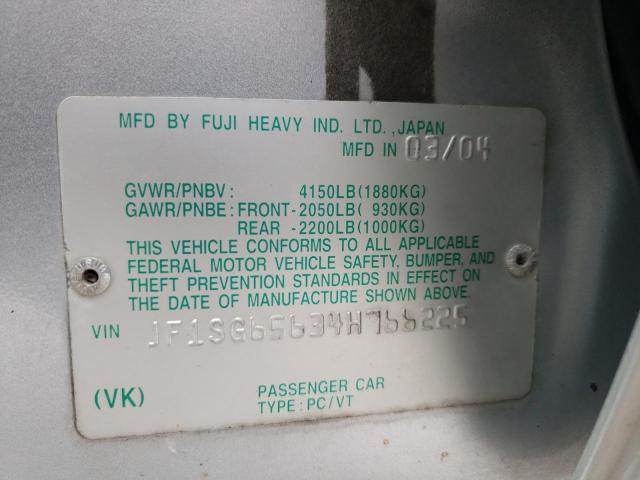 MFD BY FUJI HEAVY IND. LTD., JAPAN
MFD IN 03/04
GVWR/PNBV: 4150LB(1880KG)
GAWR/PNBE: FRONT-2050LB( 930KG)
REAR -2200LB(1000KG)
THIS VEHICLE CONFORMS TO ALL APPLICABLE
FEDERAL MOTOR VEHICLE SAFETY, BUMPER, AND
THEFT PREVENTION STANDARDS IN EFFECT ON
THE DATE OF MANUFACTURE SHOWN ABOVE.
VIN JF1SG65634H766225
(VK) PASSENGER CAR
TYPE: PC/VT